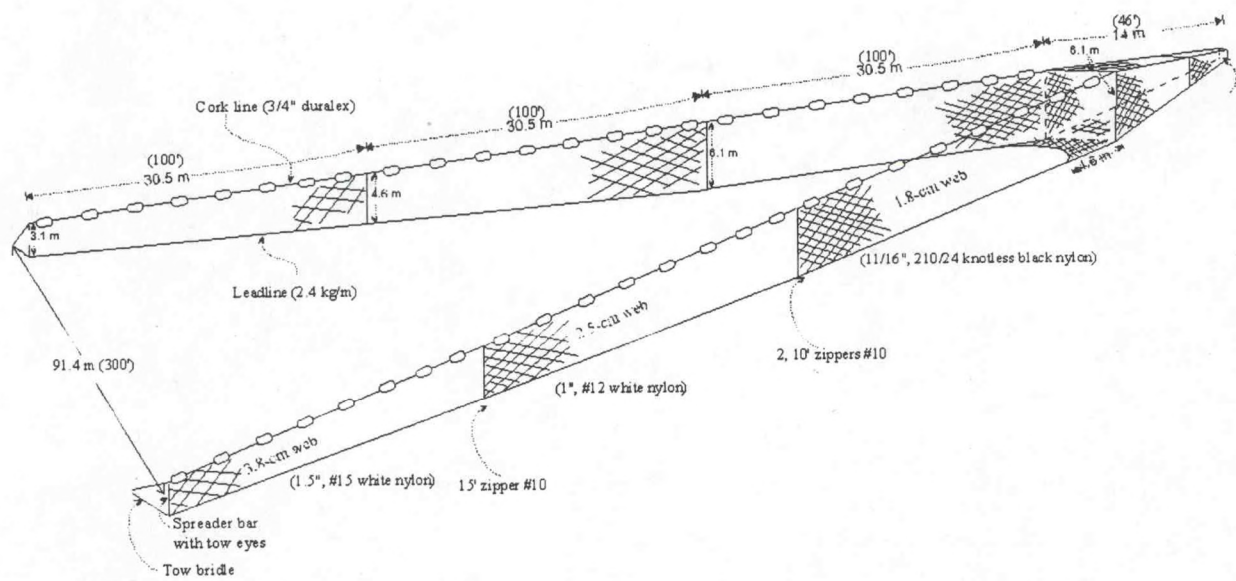 (46')
14 m
6.1 m
(100')
30.5 m
(100')
30.5 m
Cork line (3/4" duralex)
(100')
30.5 m
6.1 m
4.6 m
3.1 m
4.6 m
1.8-cm web
(11/16", 210/24 knotless black nylon)
Leadline (2.4 kg/m)
2.5-cm web
2, 10' zippers #10
91.4 m (300')
(1", #12 white nylon)
3.8-cm web
(1.5", #15 white nylon)
15' zipper #10
Spreader bar
with tow eyes
Tow bridle